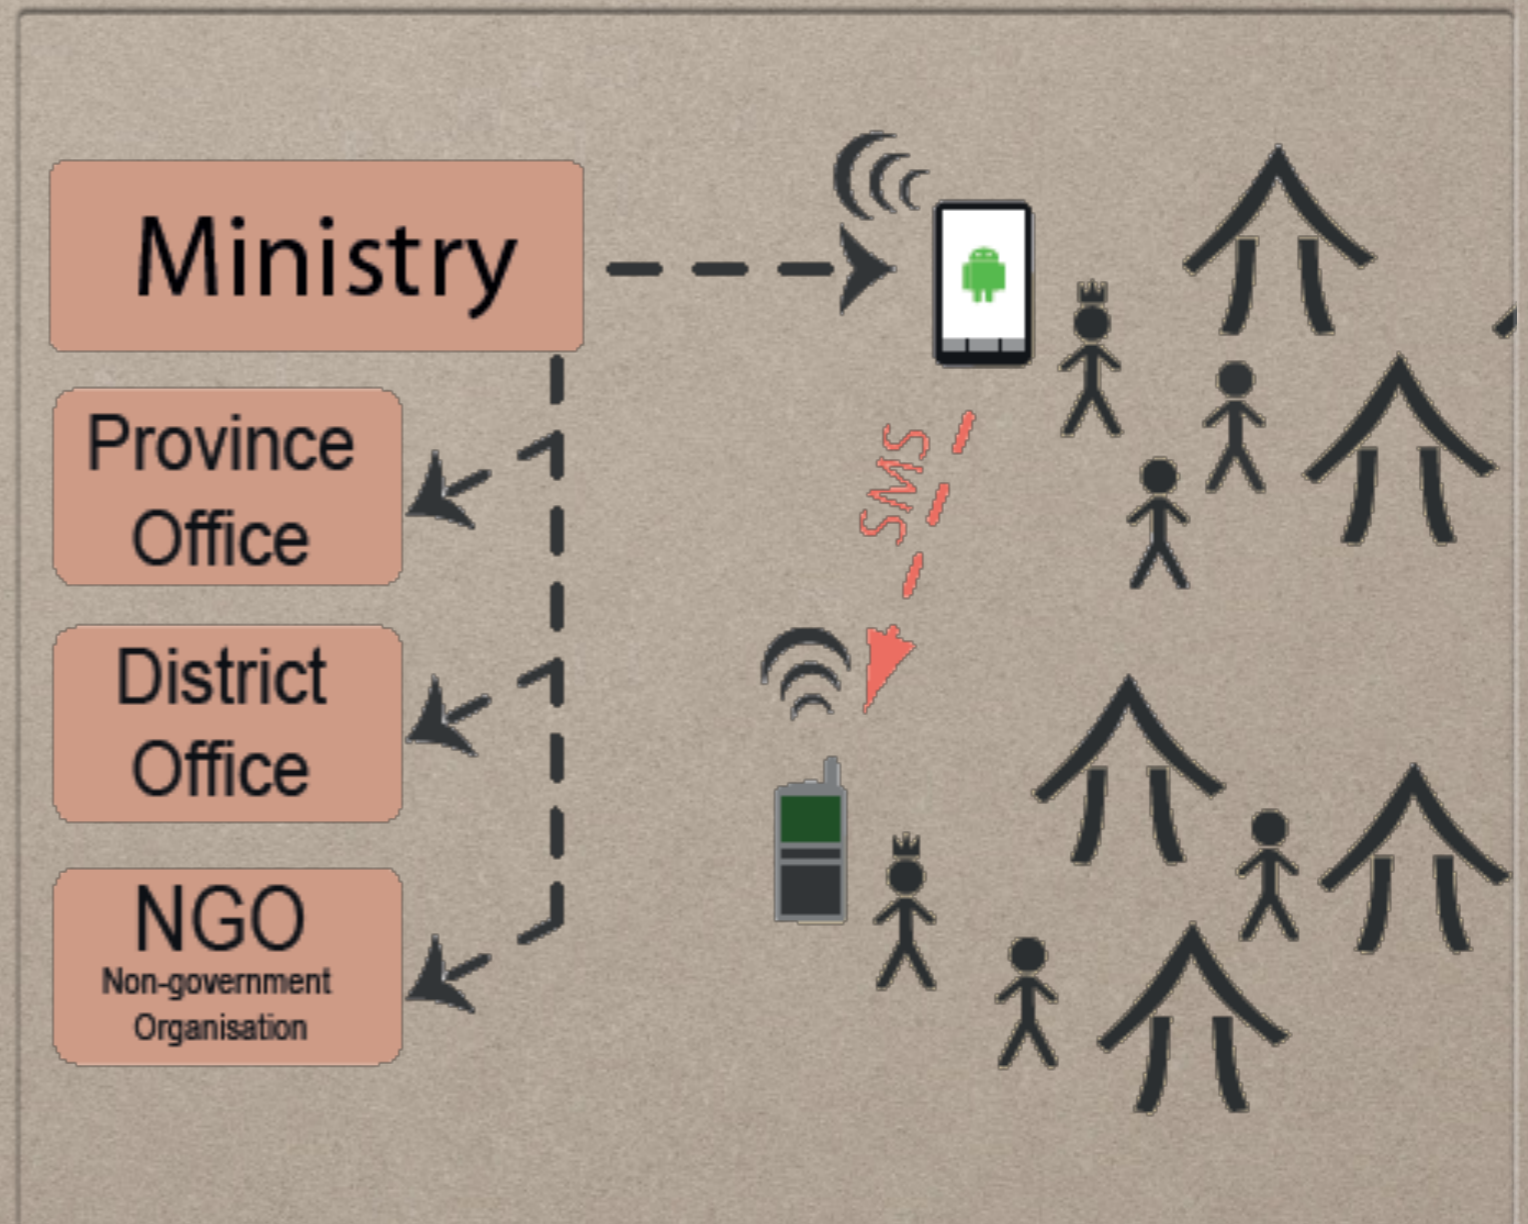 Ministry
Province
Office
District
Office
NGO
Non-government
Organisation
SMS